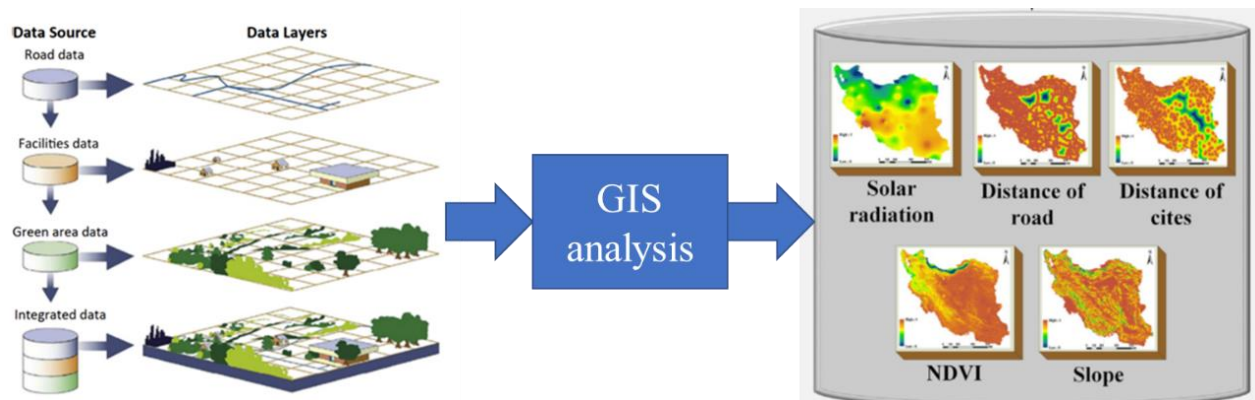 Data Source
Data Layers
Road data
Facilities data
Green area data
Integrated data
GIS
analysis
Solar
radiation
Distance of
road
Distance of
cites
NDVI
Slope